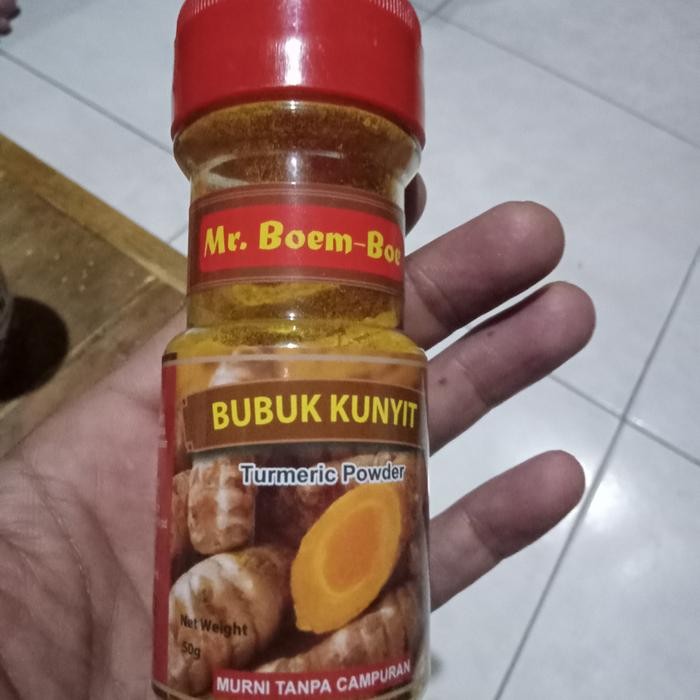 Mr. Boem-Boe
BUBUK KUNYIT
Turmeric Powder
Net Weight
50g
MURNI TANPA CAMPURAN